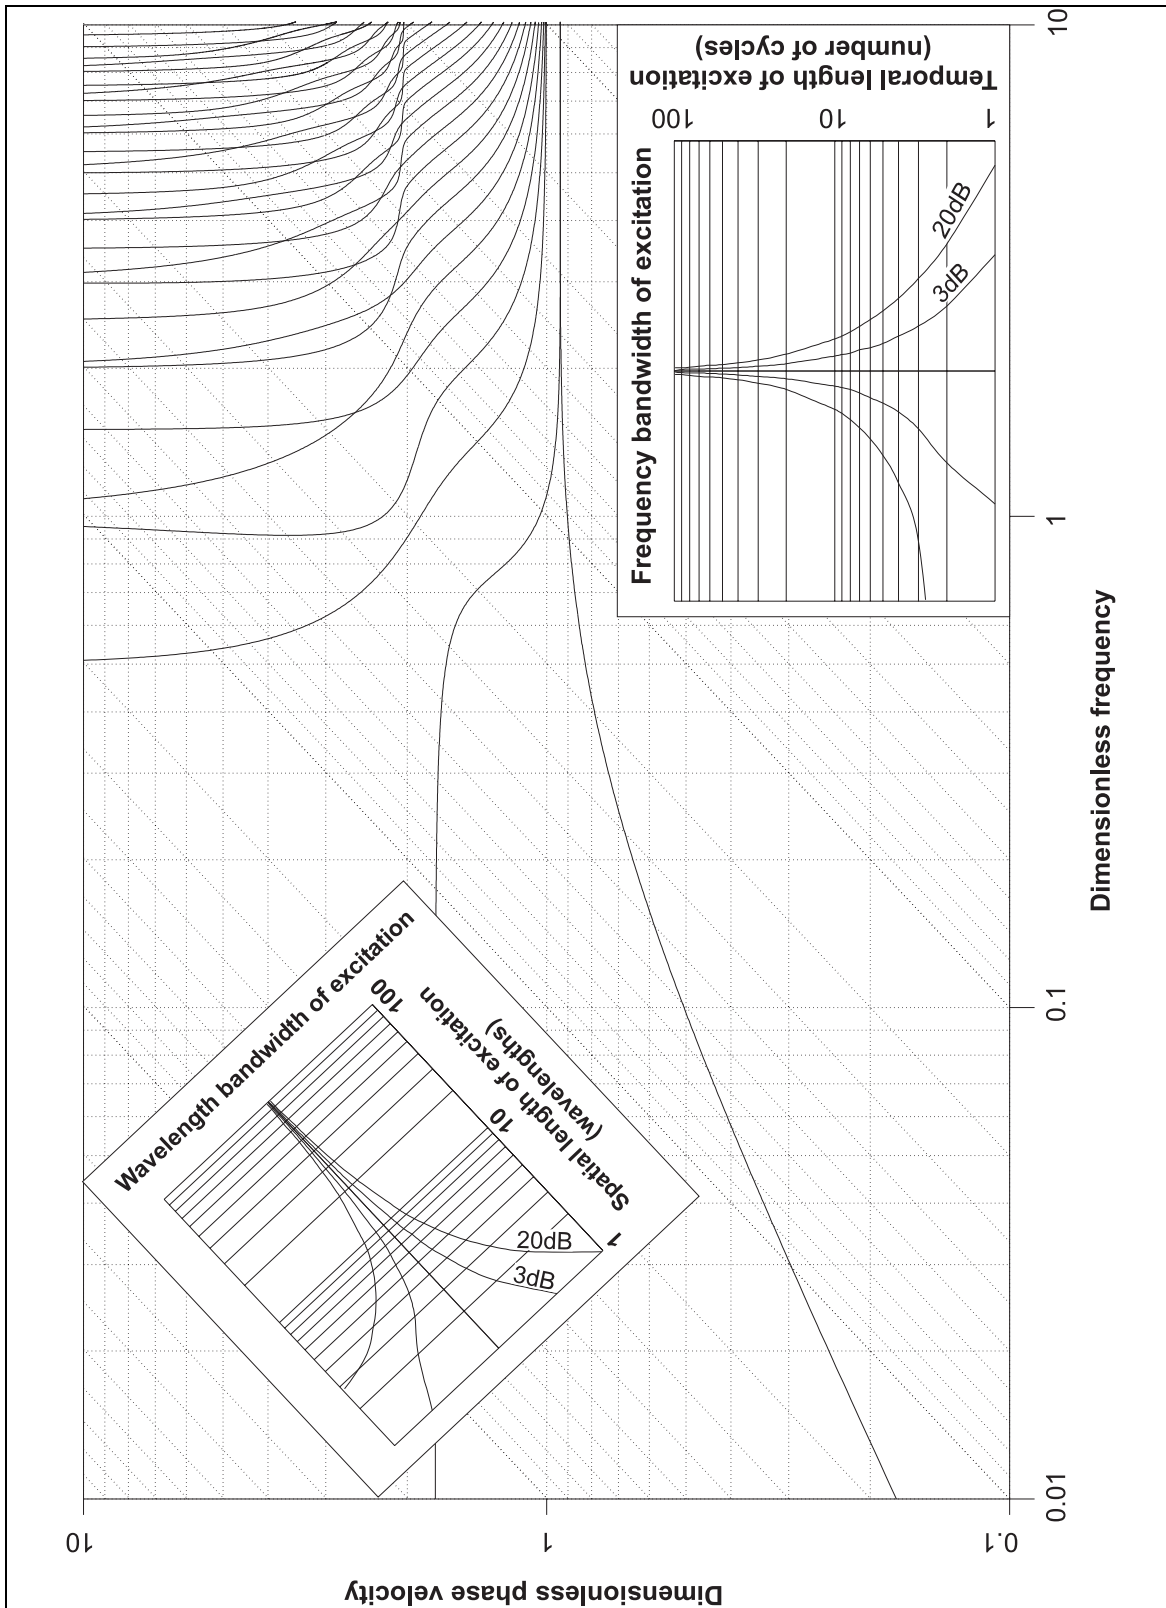 Wavelength bandwidth of excitation
100
10
1
Spatial length of excitation
(wavelengths)
20dB
3dB
Frequency bandwidth of excitation
100
10
1
Temporal length of excitation
(number of cycles)
20dB
3dB
10
1
0.1
Dimensionless phase velocity
0.01
0.1
1
10
Dimensionless frequency